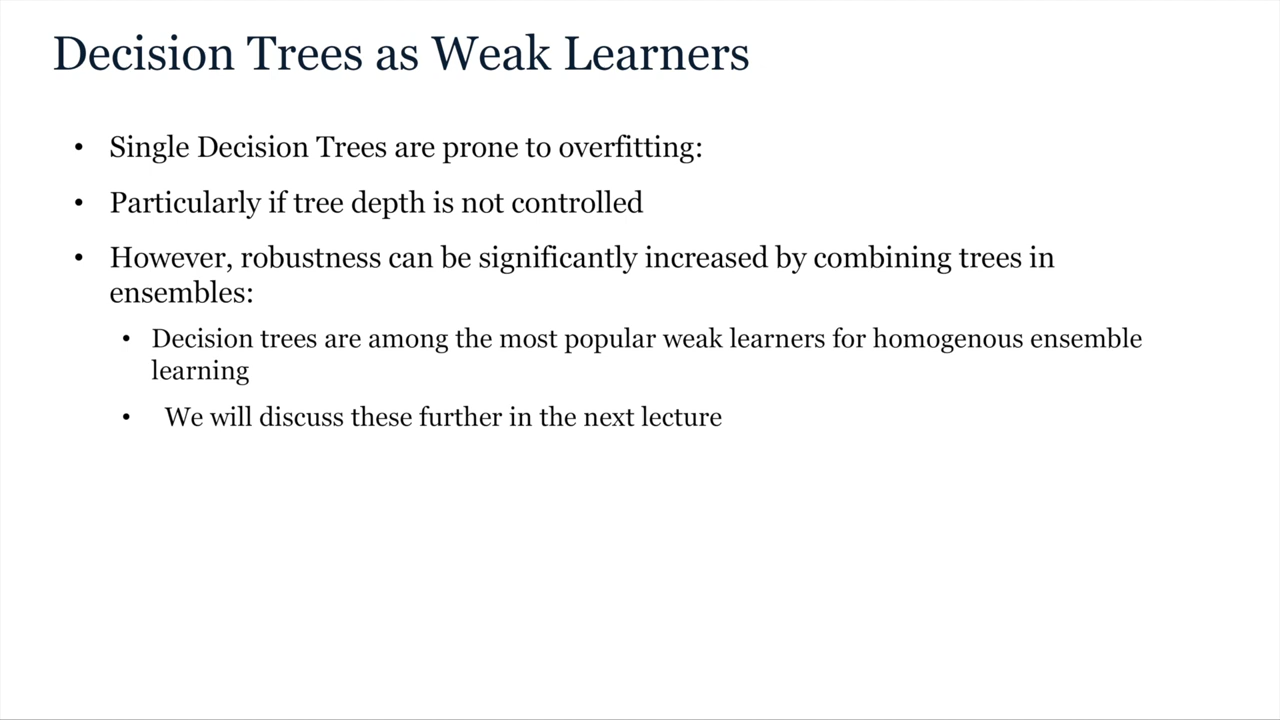 Decision Trees as Weak Learners
• Single Decision Trees are prone to overfitting:
• Particularly if tree depth is not controlled
• However, robustness can be significantly increased by combining trees in
ensembles:
• Decision trees are among the most popular weak learners for homogenous ensemble
learning
• We will discuss these further in the next lecture